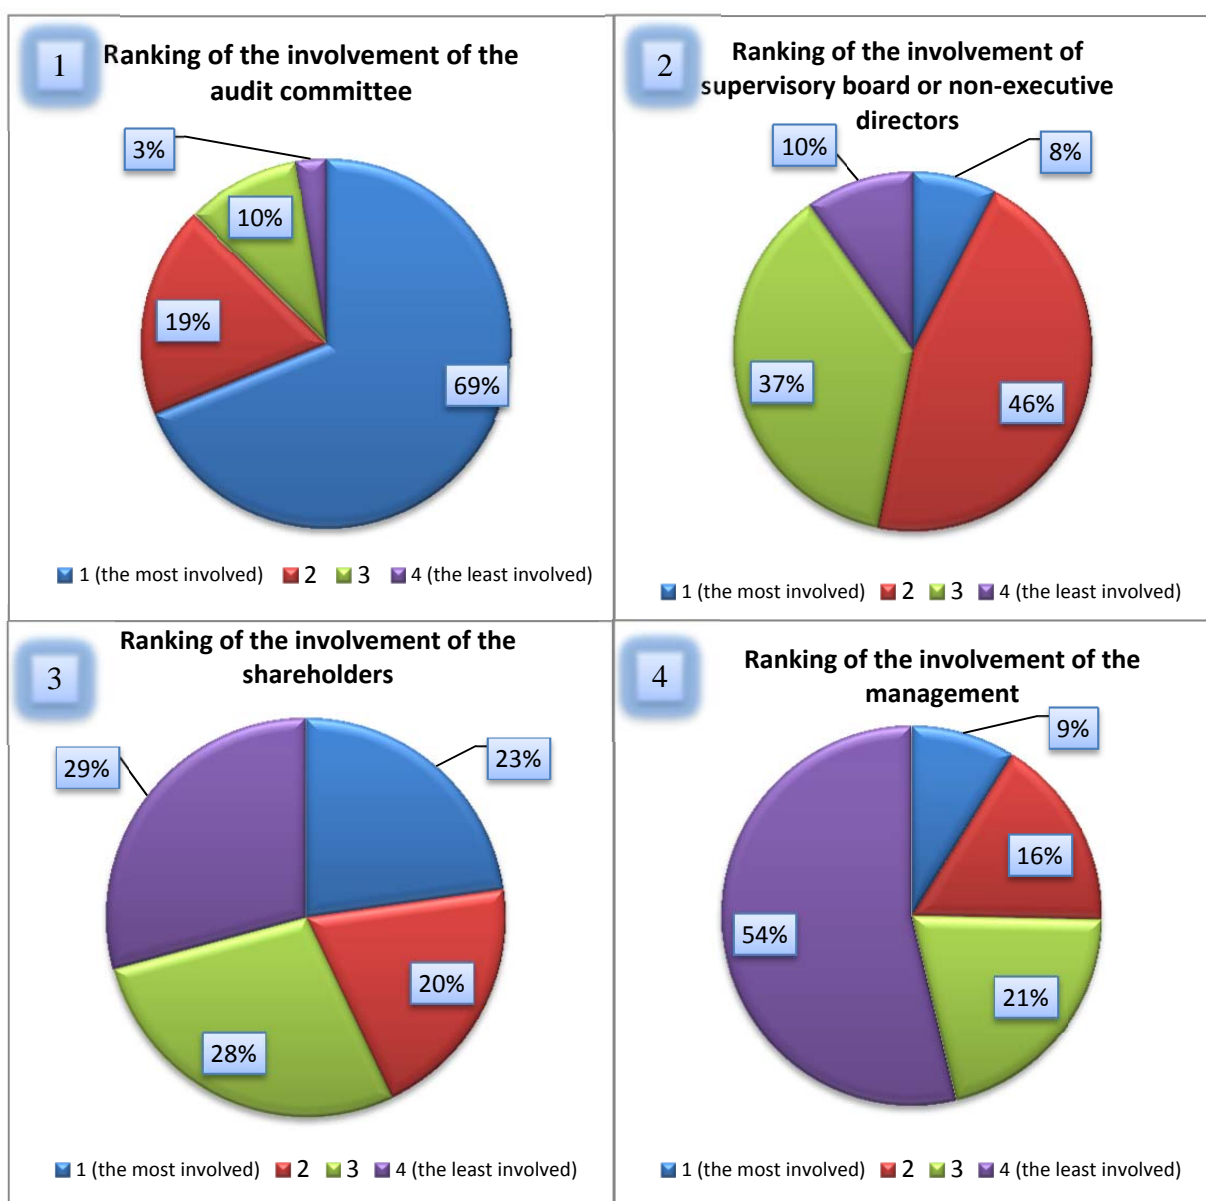 1
Ranking of the involvement of the
audit committee
3%
10%
19%
69%
1 (the most involved) 2 3 4 (the least involved)
2
Ranking of the involvement of
supervisory board or non-executive
directors
10%
8%
37%
46%
1 (the most involved) 2 3 4 (the least involved)
3
Ranking of the involvement of the
shareholders
29%
23%
20%
28%
1 (the most involved) 2 3 4 (the least involved)
4
Ranking of the involvement of the
management
9%
16%
54%
21%
1 (the most involved) 2 3 4 (the least involved)